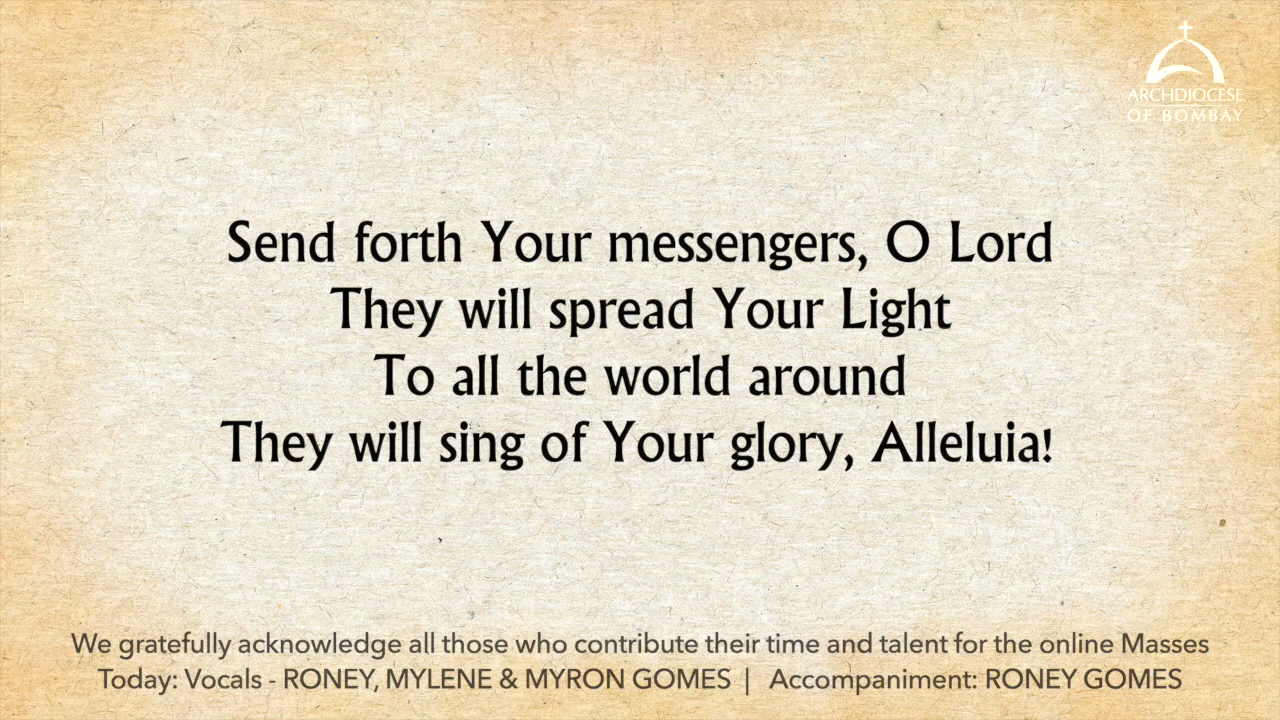 ARCHDIOCESE
OF BOMBAY
Send forth Your messengers, O Lord
They will spread Your Light
To all the world around
They will sing of Your glory, Alleluia!
We gratefully acknowledge all those who contribute their time and talent for the online Masses
Today: Vocals - RONEY, MYLENE & MYRON GOMES | Accompaniment: RONEY GOMES